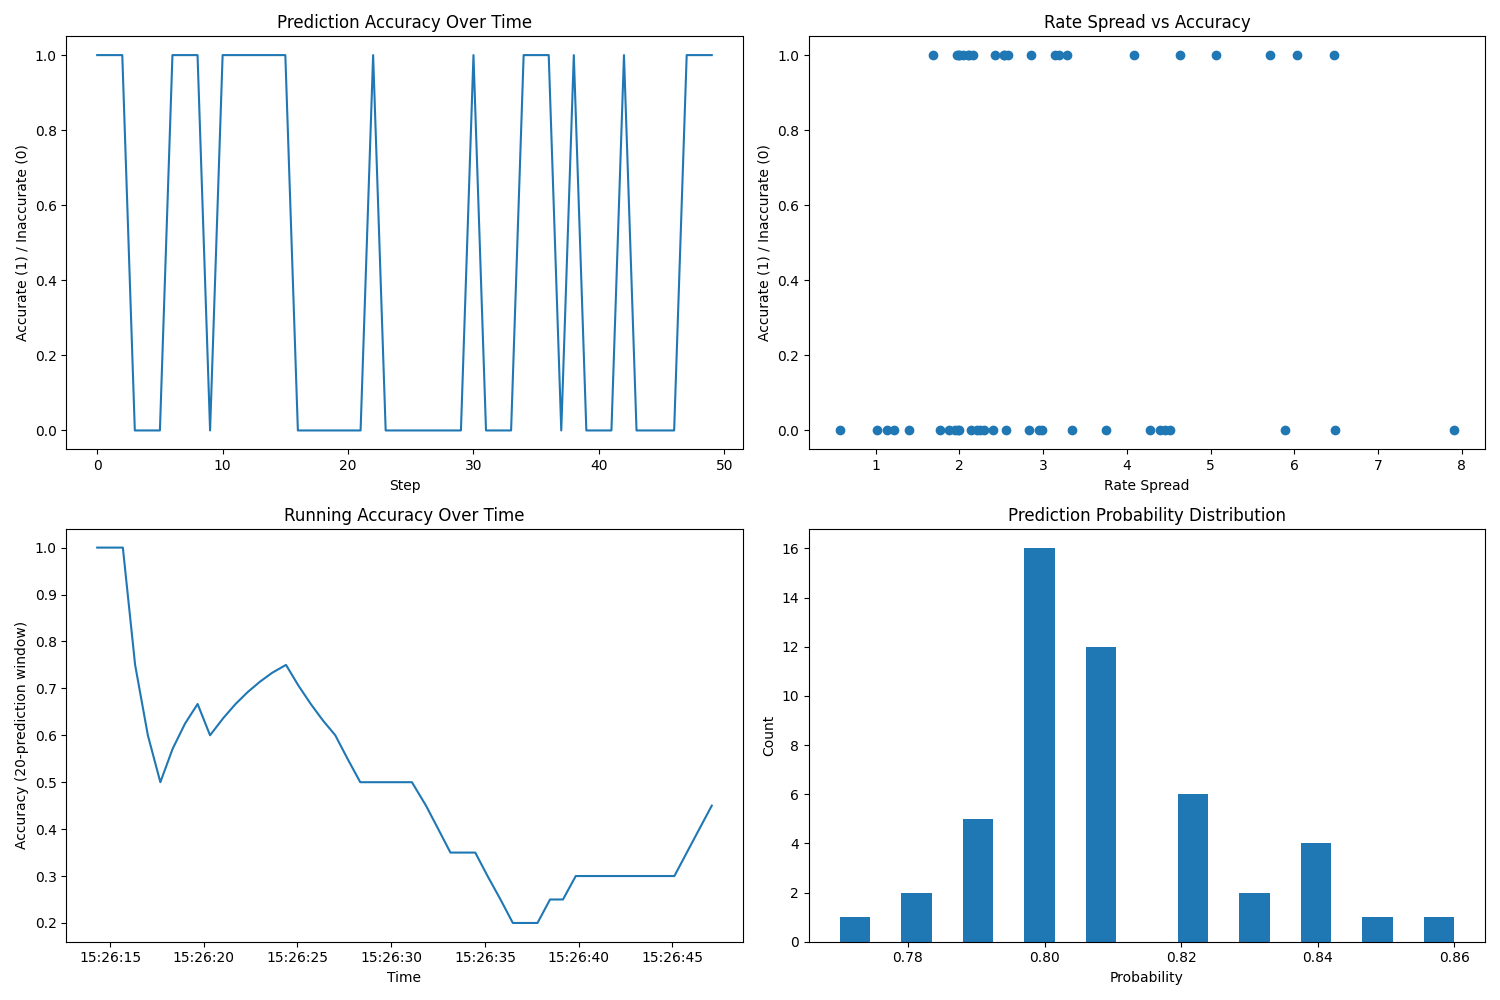 Prediction Accuracy Over Time
Accurate (1) / Inaccurate (0)
1.0
0.8
0.6
0.4
0.2
0.0
0 10 20 30 40 50
Step
Rate Spread vs Accuracy
Accurate (1) / Inaccurate (0)
1.0
0.8
0.6
0.4
0.2
0.0
1 2 3 4 5 6 7 8
Rate Spread
Running Accuracy Over Time
Accuracy (20-prediction window)
1.0
0.9
0.8
0.7
0.6
0.5
0.4
0.3
0.2
15:26:15 15:26:20 15:26:25 15:26:30 15:26:35 15:26:40 15:26:45
Time
Prediction Probability Distribution
Count
16
14
12
10
8
6
4
2
0
0.78 0.80 0.82 0.84 0.86
Probability